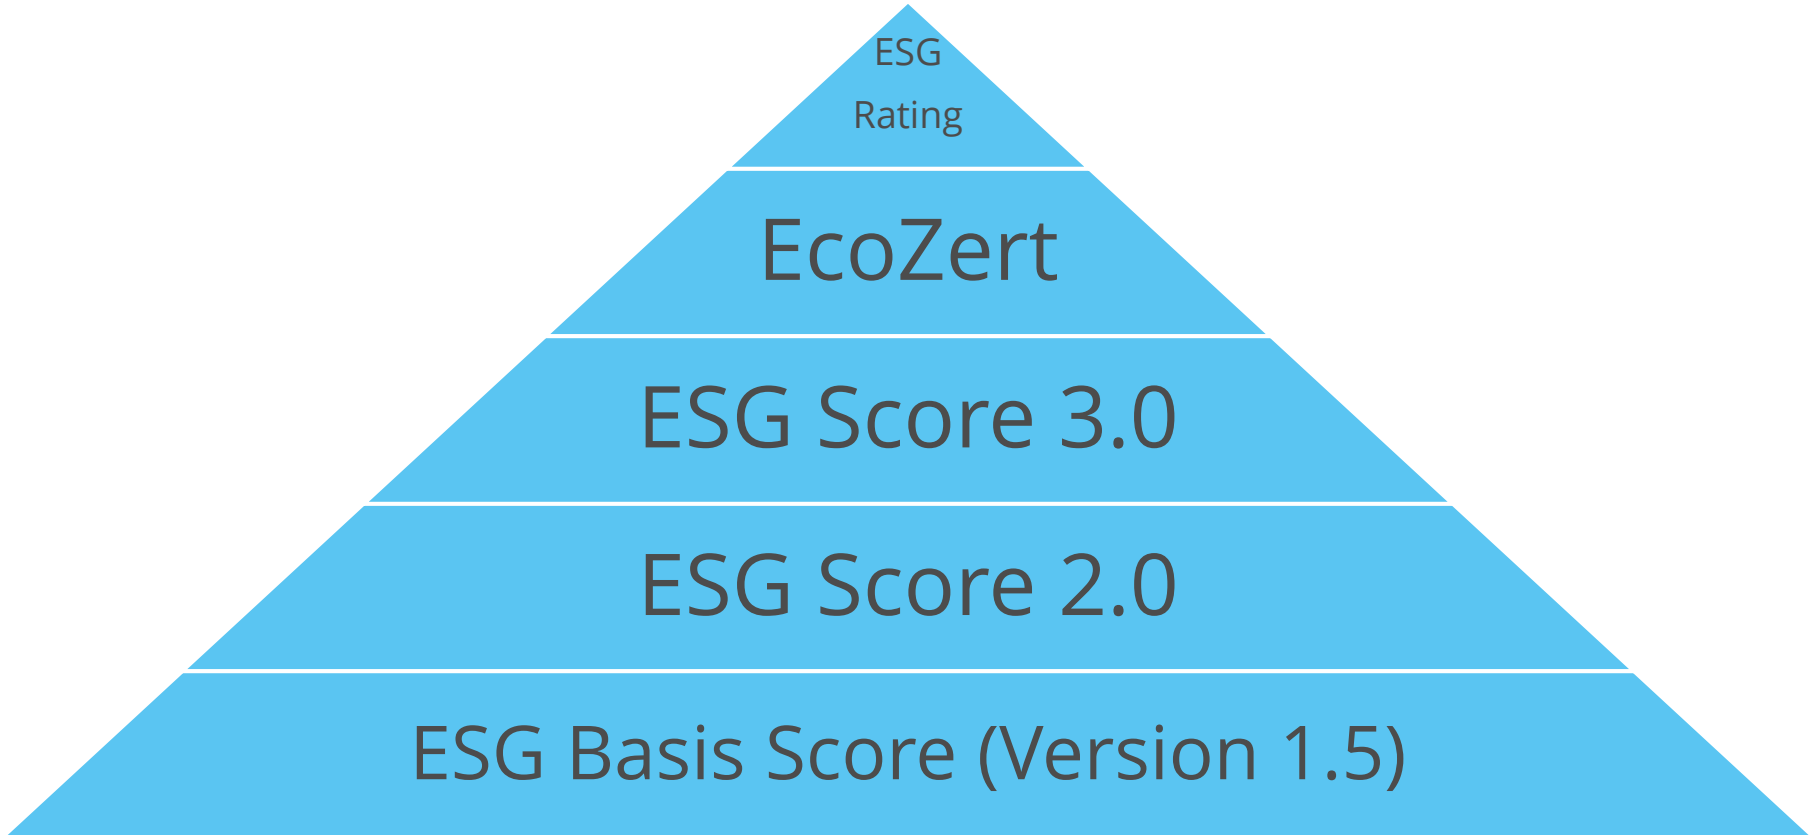 ESG
Rating
EcoZert
ESG Score 3.0
ESG Score 2.0
ESG Basis Score (Version 1.5)